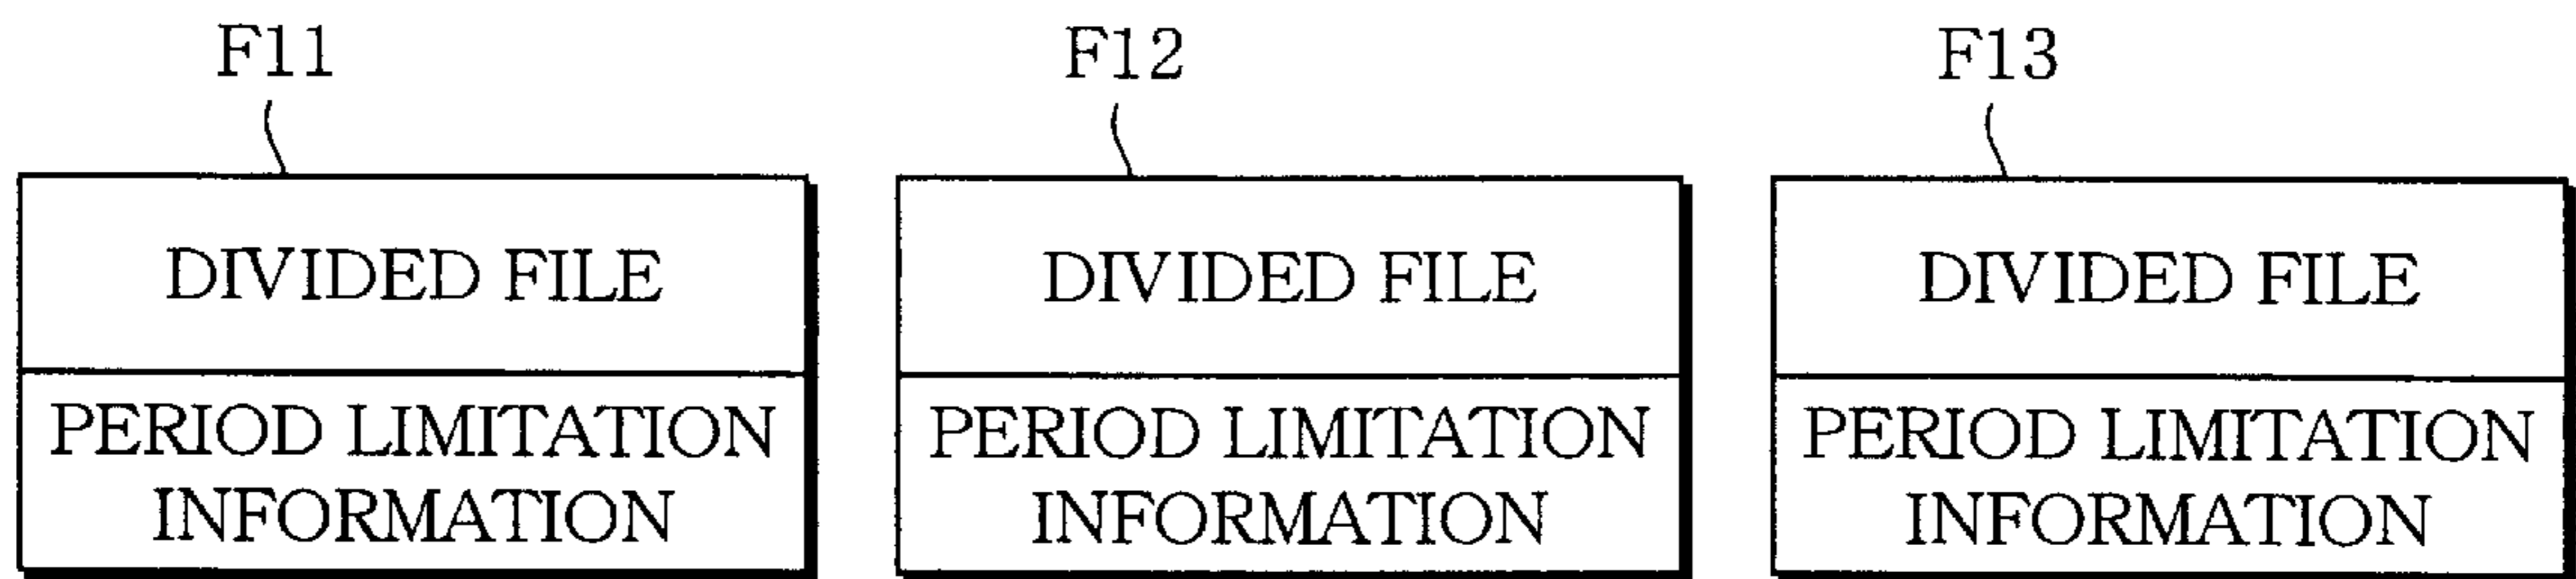 F11 F12 F13
DIVIDED FILE DIVIDED FILE DIVIDED FILE
PERIOD LIMITATION PERIOD LIMITATION PERIOD LIMITATION
INFORMATION INFORMATION INFORMATION